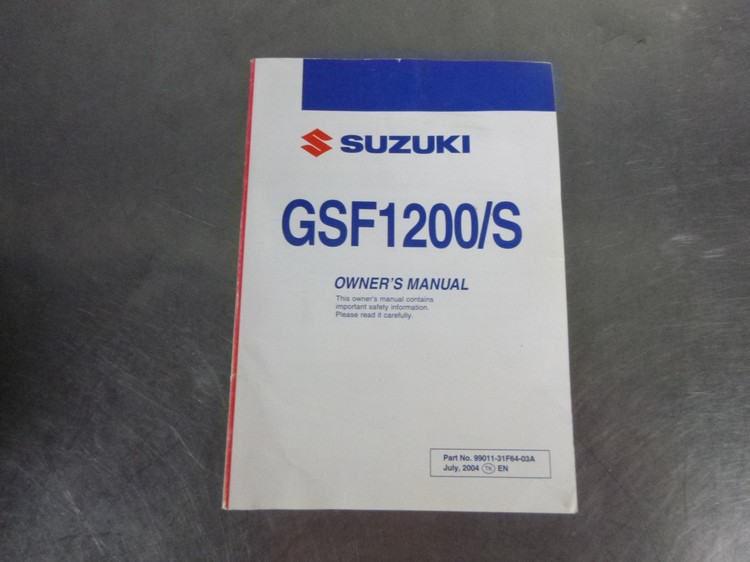 SUZUKI
GSF1200/S
OWNER'S MANUAL
This owner's manual contains
important safety information.
Please read it carefully.
Part No. 99011-31F64-03A
July, 2004 TK EN